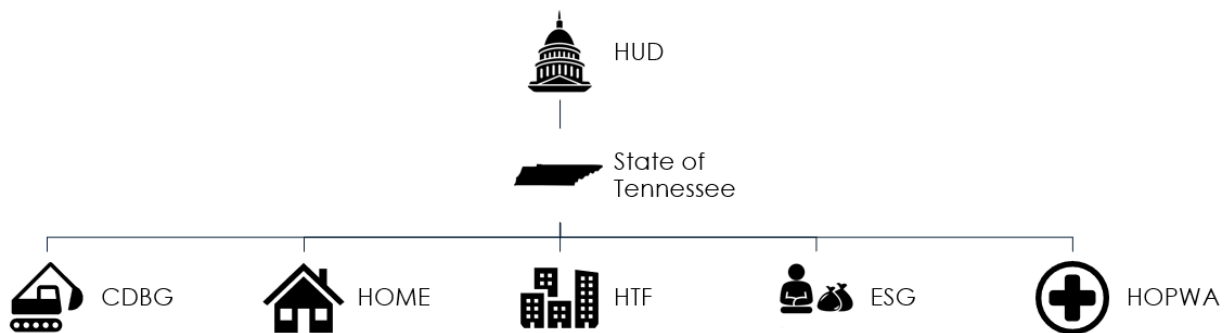 HUD
State of
Tennessee
CDBG
HOME
HTF
ESG
HOPWA